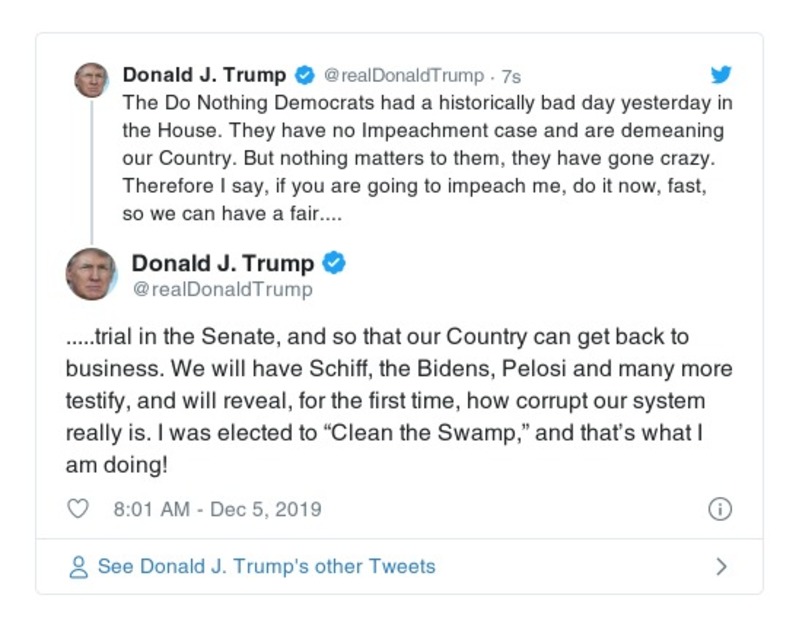 Donald J. Trump @realDonaldTrump · 7s
The Do Nothing Democrats had a historically bad day yesterday in
the House. They have no Impeachment case and are demeaning
our Country. But nothing matters to them, they have gone crazy.
Therefore I say, if you are going to impeach me, do it now, fast,
so we can have a fair....
Donald J. Trump
@realDonaldTrump
.....trial in the Senate, and so that our Country can get back to
business. We will have Schiff, the Bidens, Pelosi and many more
testify, and will reveal, for the first time, how corrupt our system
really is. I was elected to “Clean the Swamp,” and that’s what I
am doing!
8:01 AM - Dec 5, 2019
See Donald J. Trump's other Tweets